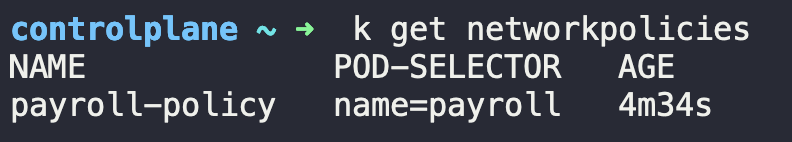 controlplane ~ ➜ k get networkpolicies
NAME POD-SELECTOR AGE
payroll-policy name=payroll 4m34s